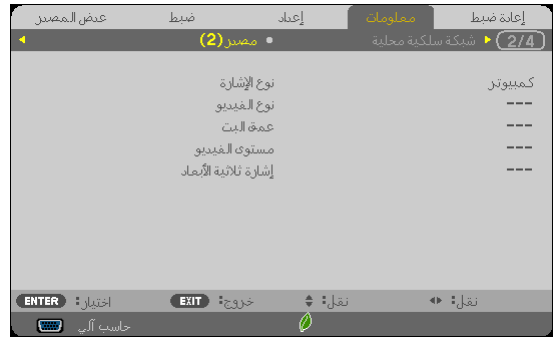 إعادة ضبط معلومات إعداد ضبط عرض المصدر
2/4 شبكة سلكية محلية • مصدر(2)
نوع الإشارة كمبيوتر
نوع الفيديو ---
عمق البت ---
مستوى الفيديو ---
إشارة ثلاثية الأبعاد ---
ENTER اختيار: EXIT خروج: نقل: نقل:
حاسب آلي